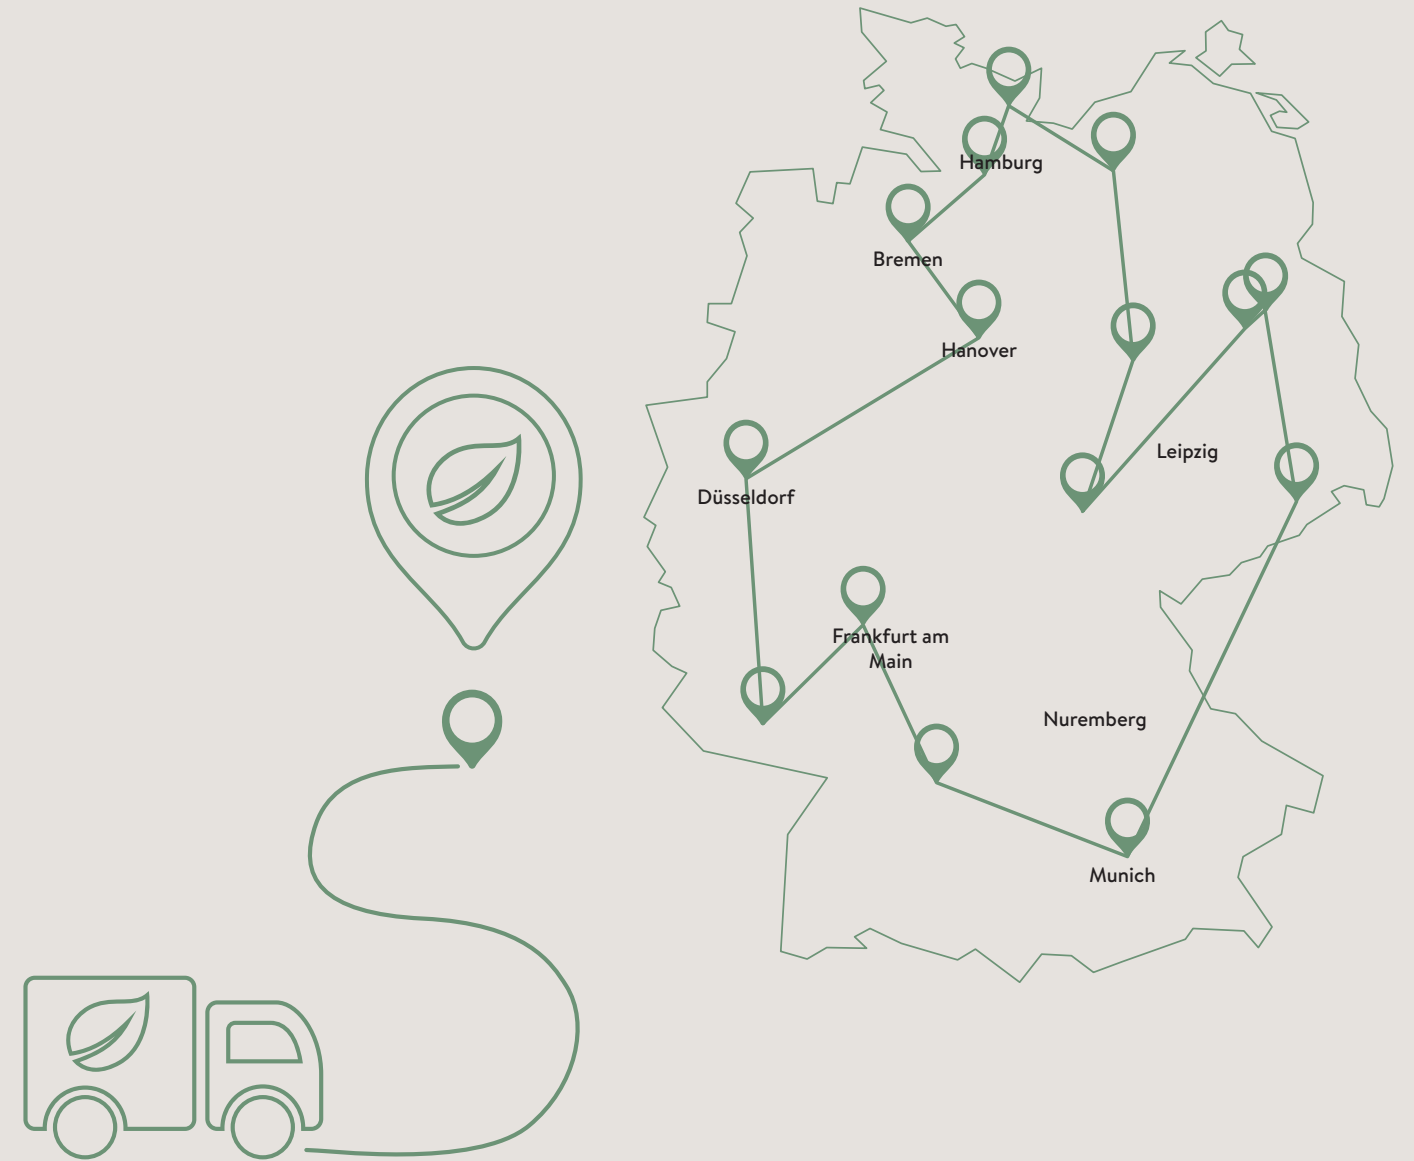 Hamburg
Bremen
Hanover
Leipzig
Düsseldorf
Frankfurt am
Main
Nuremberg
Munich